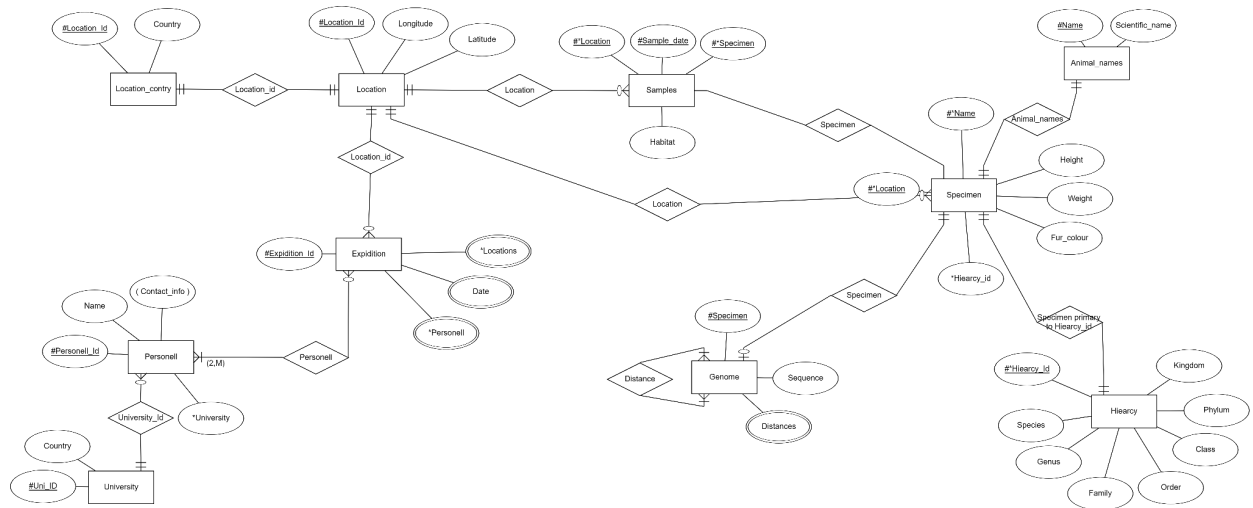 #Location_Id
Country
Location_contry
Location_id
#Location_Id
Longitude
Latitude
Location
Location
#*Location
#Sample_date
#*Specimen
Samples
Habitat
Specimen
#Name
Scientific_name
Animal_names
Animal_names
#*Name
Height
Weight
Fur_colour
*Hiearcy_id
Specimen
#*Location
Location
Location_id
#Expidition_Id
Expidition
*Locations
Date
*Personell
Personell
(2,M)
( Contact_info )
Name
#Personell_Id
Personell
*University
University_Id
Country
#Uni_ID
University
Specimen
#Specimen
Distance
Genome
Sequence
Distances
Specimen primary
to Hiearcy_id
#*Hiearcy_Id
Kingdom
Hiearcy
Phylum
Species
Class
Genus
Order
Family